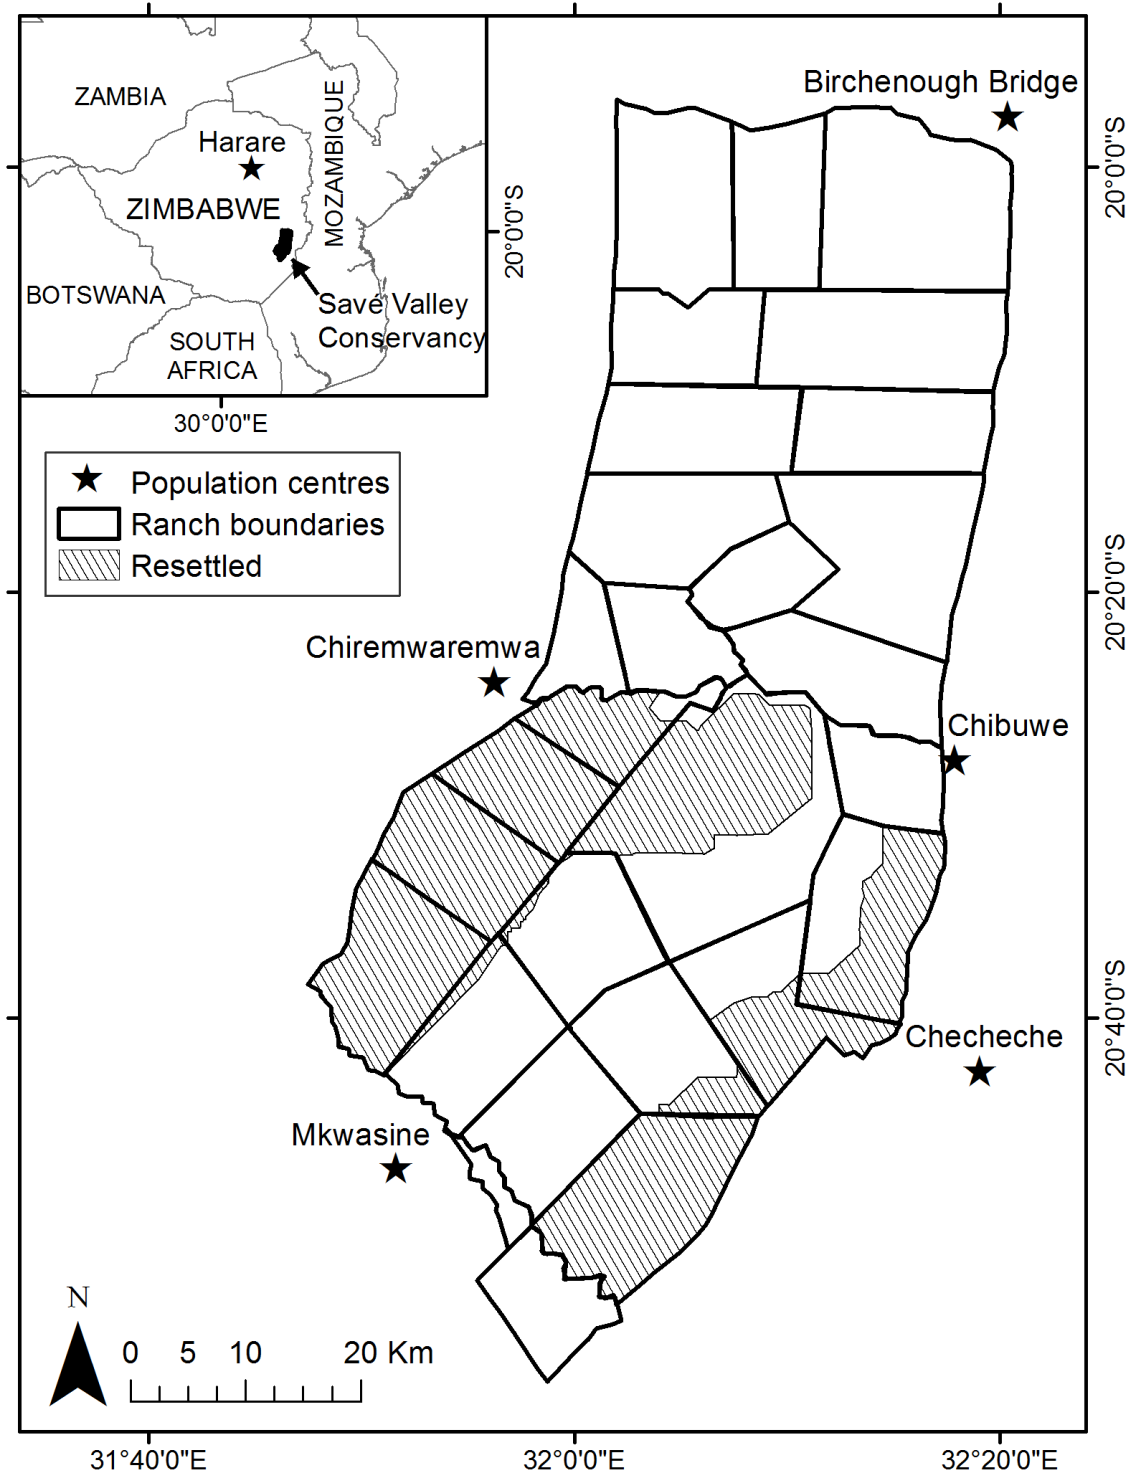 Birchenough Bridge
ZAMBIA
Harare
MOZAMBIQUE
ZIMBABWE
BOTSWANA
Savé Valley
Conservancy
SOUTH
AFRICA
20°0'0"S
30°0'0"E
20°0'0"S
Population centres
Ranch boundaries
Resettled
20°20'0"S
Chiremwaremwa
Chibuwe
20°40'0"S
Checheche
Mkwasine
N
0 5 10 20 Km
31°40'0"E 32°0'0"E 32°20'0"E